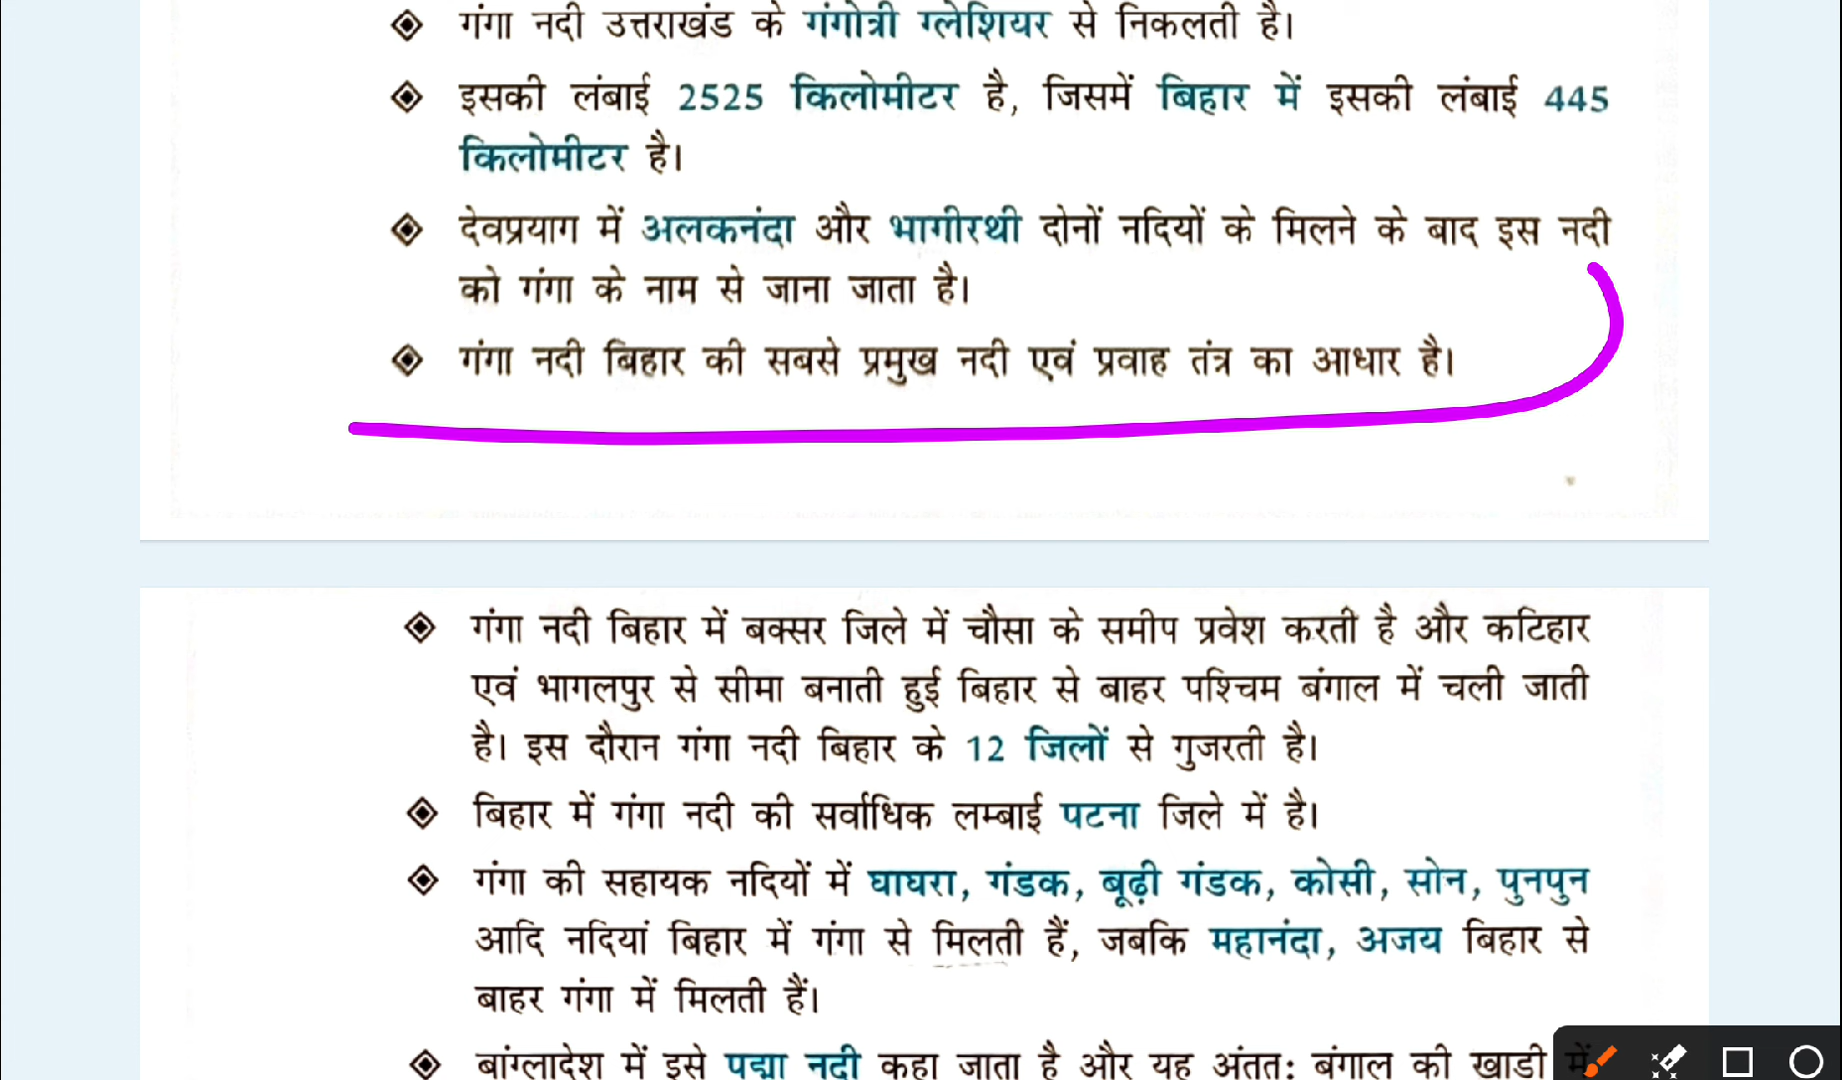 गंगा नदी उत्तराखंड के गंगोत्री ग्लेशियर से निकलती है।
इसकी लंबाई 2525 किलोमीटर है, जिसमें बिहार में इसकी लंबाई 445
किलोमीटर है।
देवप्रयाग में अलकनंदा और भागीरथी दोनों नदियों के मिलने के बाद इस नदी
को गंगा के नाम से जाना जाता है।
गंगा नदी बिहार की सबसे प्रमुख नदी एवं प्रवाह तंत्र का आधार है।
गंगा नदी बिहार में बक्सर जिले में चौसा के समीप प्रवेश करती है और कटिहार
एवं भागलपुर से सीमा बनाती हुई बिहार से बाहर पश्चिम बंगाल में चली जाती
है। इस दौरान गंगा नदी बिहार के 12 जिलों से गुजरती है।
बिहार में गंगा नदी की सर्वाधिक लम्बाई पटना जिले में है।
गंगा की सहायक नदियों में घाघरा, गंडक, बूढ़ी गंडक, कोसी, सोन, पुनपुन
आदि नदियां बिहार में गंगा से मिलती हैं, जबकि महानंदा, अजय बिहार से
बाहर गंगा में मिलती हैं।
बांग्लादेश में इसे पद्मा नदी कहा जाता है और यह अंतत: बंगाल की खाडी में